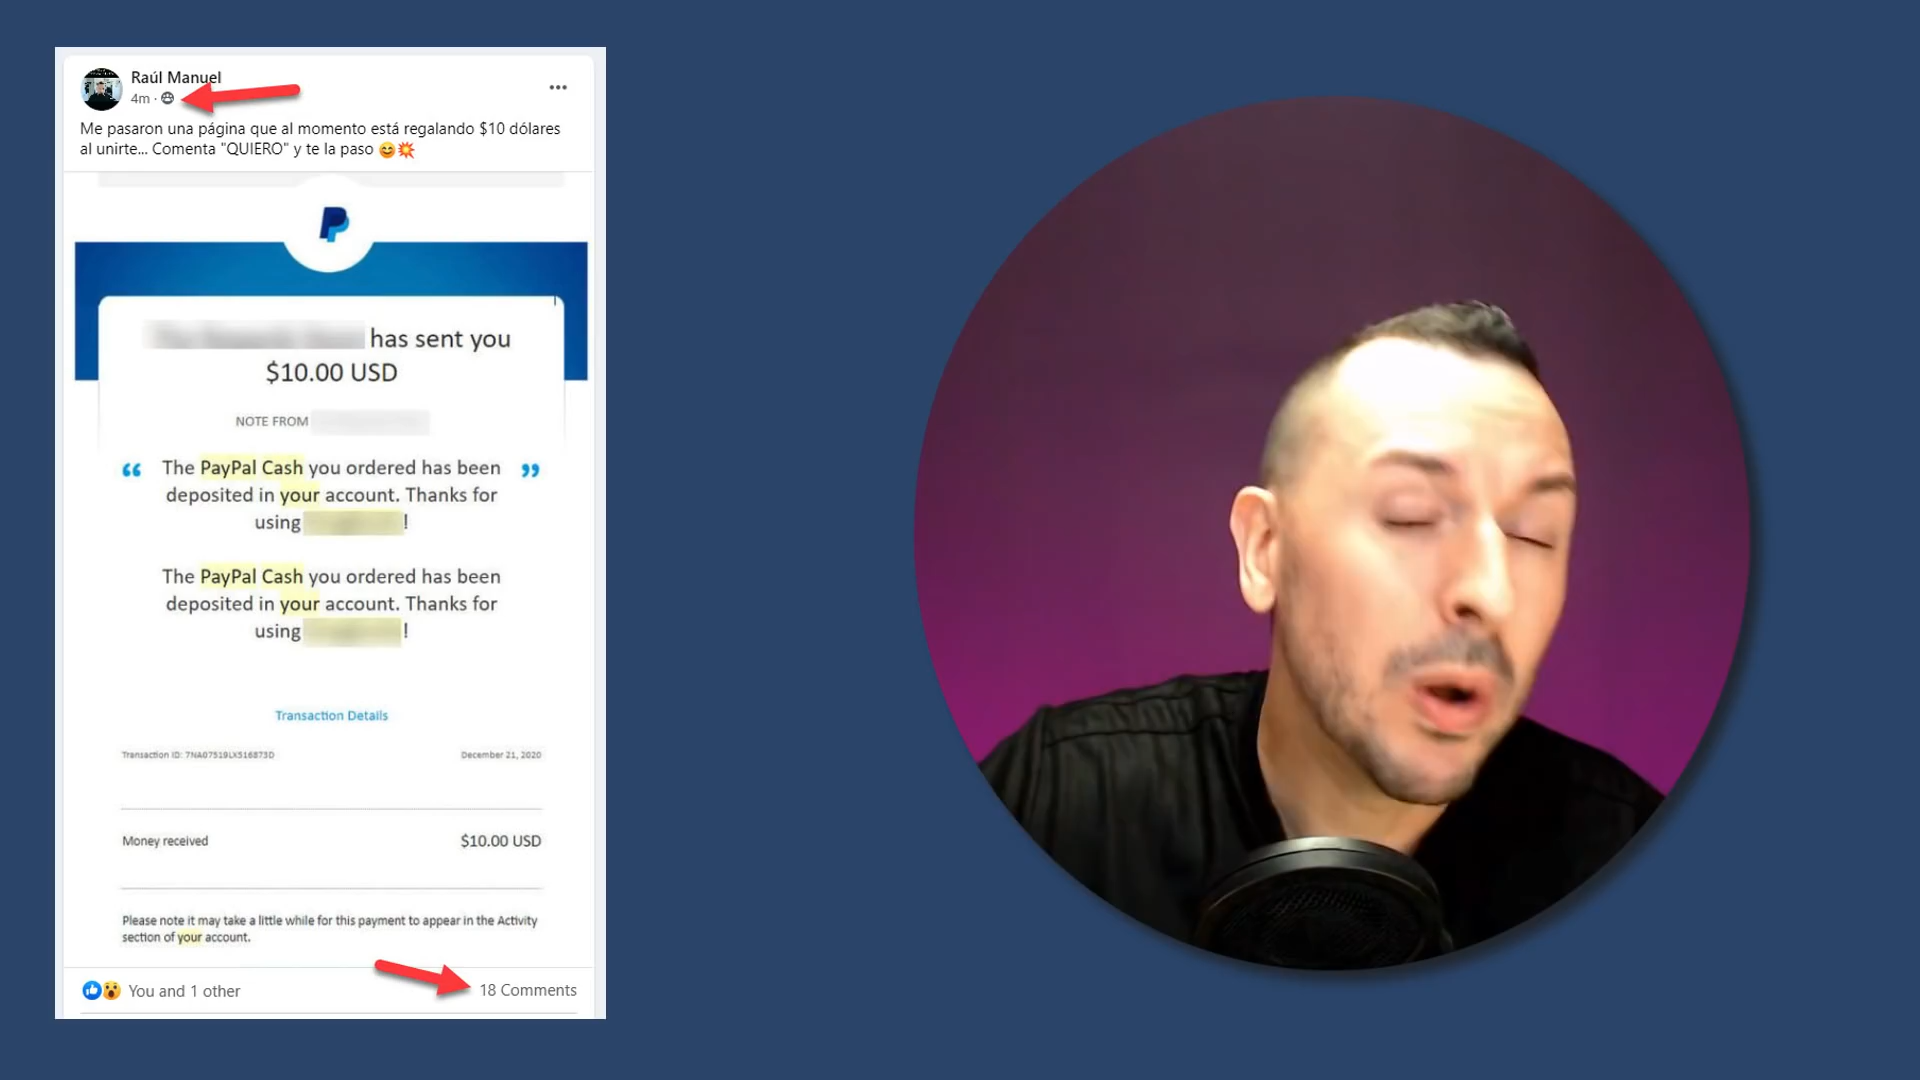 Raúl Manuel
4m ·
Me pasaron una página que al momento está regalando $10 dólares
al unirte... Comenta "QUIERO" y te la paso 😊💥
has sent you
$10.00 USD
NOTE FROM
“ The PayPal Cash you ordered has been ”
deposited in your account. Thanks for
using !
The PayPal Cash you ordered has been
deposited in your account. Thanks for
using !
Transaction Details
Transaction ID: 7NA07519LX516873D December 21, 2020
Money received $10.00 USD
Please note it may take a little while for this payment to appear in the Activity
section of your account.
You and 1 other 18 Comments